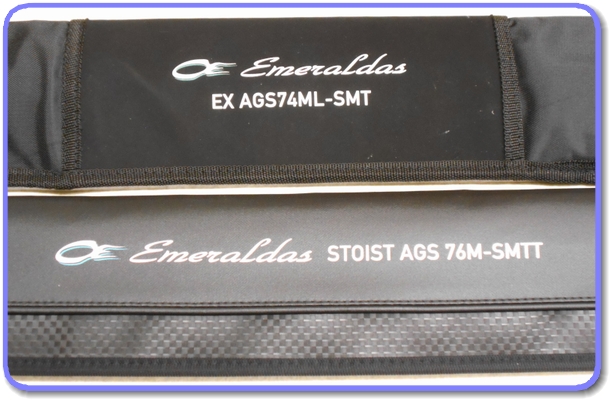 Emeraldas
EX AGS74ML-SMT
Emeraldas STOIST AGS 76M-SMTT